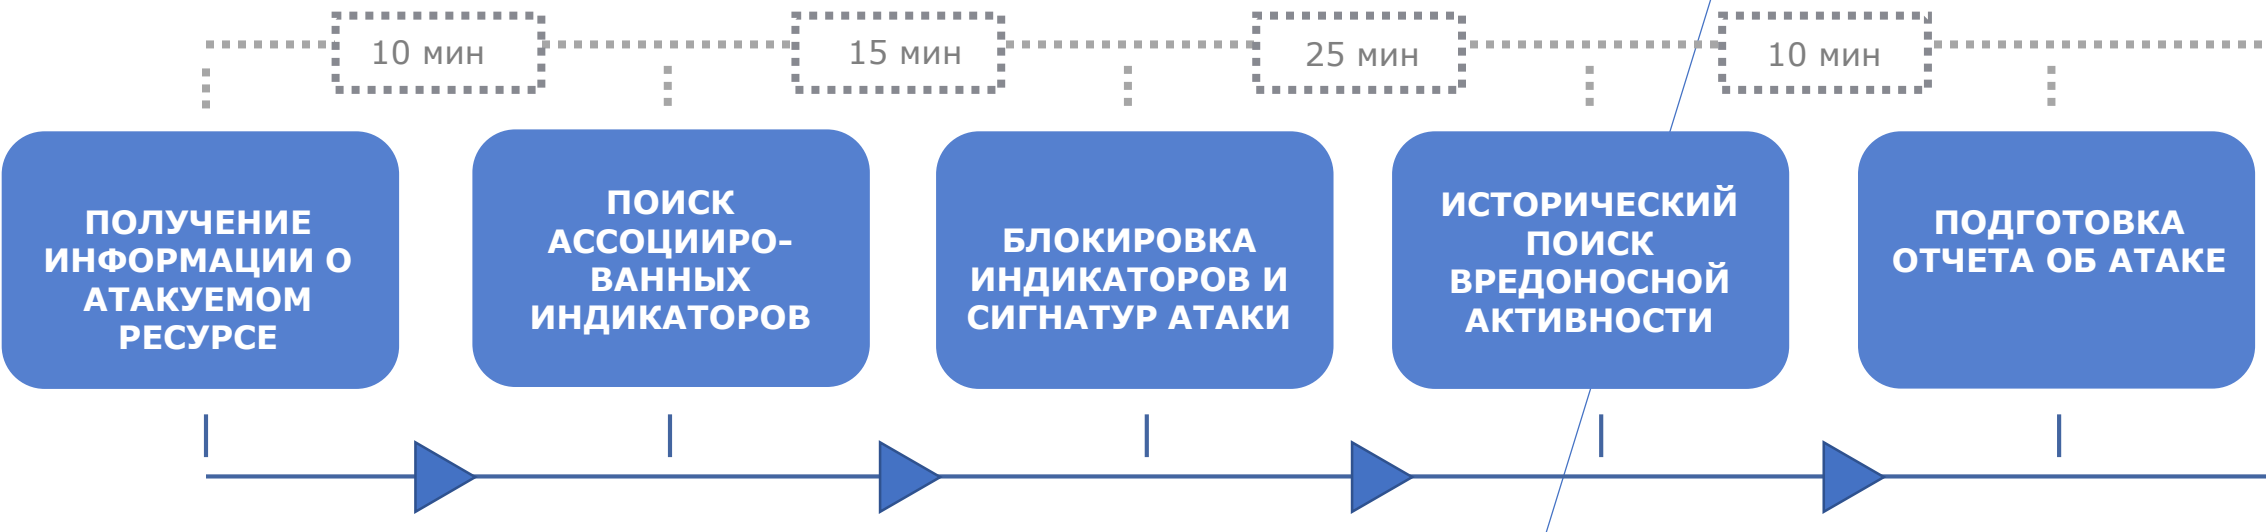 10 мин
15 мин
25 мин
10 мин
ПОЛУЧЕНИЕ
ИНФОРМАЦИИ О
АТАКУЕМОМ
РЕСУРСЕ
ПОИСК
АССОЦИИРО-
ВАННЫХ
ИНДИКАТОРОВ
БЛОКИРОВКА
ИНДИКАТОРОВ И
СИГНАТУР АТАКИ
ИСТОРИЧЕСКИЙ
ПОИСК
ВРЕДОНОСНОЙ
АКТИВНОСТИ
ПОДГОТОВКА
ОТЧЕТА ОБ АТАКЕ